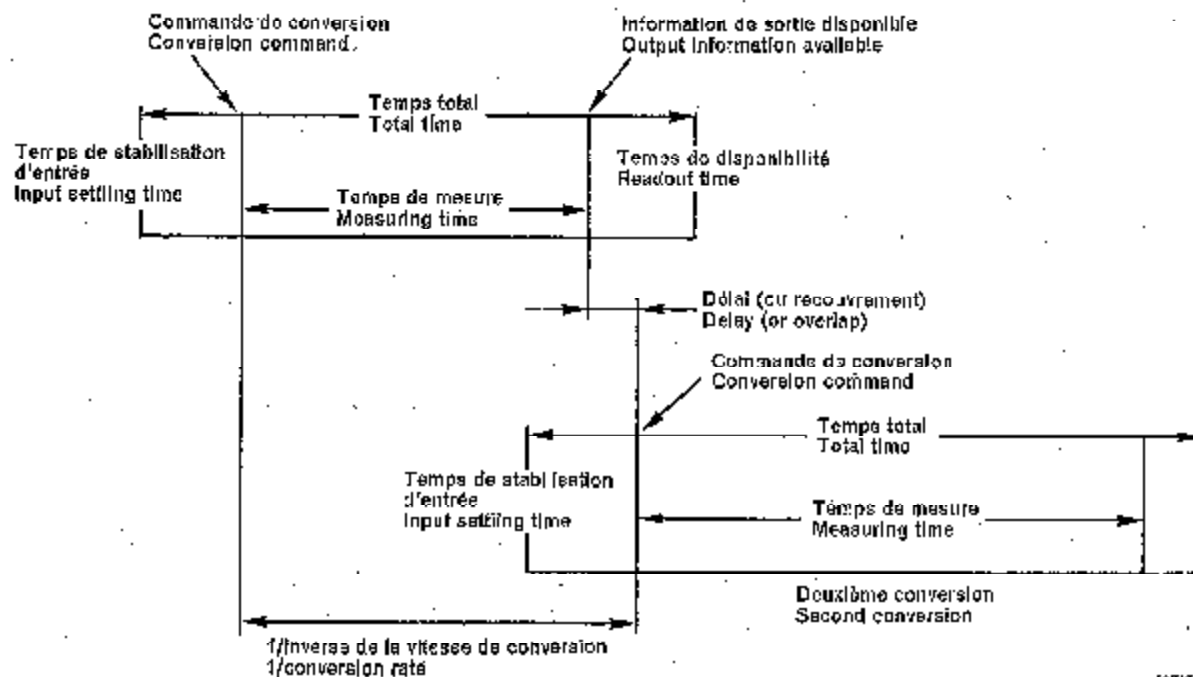 Commande de conversion
Conversion command
Information de sortie disponible
Output information available
Temps total
Total time
Temps de stabilisation
d'entrée
Input settling time
Temps de disponibilité
Readout time
Temps de mesure
Measuring time
Délai (ou recouvrement)
Delay (or overlap)
Commande de conversion
Conversion command
Temps total
Total time
Temps de stabilisation
d'entrée
Input settling time
Temps de mesure
Measuring time
Deuxième conversion
Second conversion
1/inverse de la vitesse de conversion
1/conversion rate